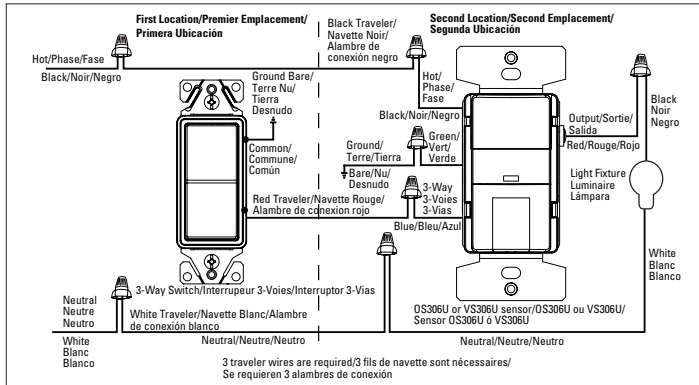 First Location/Premier Emplacement/
Primera Ubicación
Black Traveler/
Navette Noir/
Alambre de
conexión negro
Second Location/Second Emplacement/
Segunda Ubicación
Hot/Phase/Fase
Black/Noir/Negro
Ground Bare/
Terre Nu/
Tierra
Desnudo
Common/
Commune/
Común
Hot/
Phase/
Fase
Black/Noir/Negro
Ground/
Terre/Tierra
Bare/Nu/
Desnudo
Green/
Vert/
Verde
Output/Sortie/
Salida
Red/Rouge/Rojo
Black
Noir
Negro
Light Fixture
Luminaire
Lámpara
Red Traveler/Navette Rouge/
Alambre de conexion rojo
3-Way
3-Voies
3-Vias
Blue/Bleu/Azul
White
Blanc
Blanco
Neutral
Neutre
Neutro
White
Blanc
Blanco
3-Way Switch/Interrupeur 3-Voies/Interruptor 3-Vias
White Traveler/Navette Blanc/Alambre
de conexión blanco
Neutral/Neutre/Neutro
OS306U or VS306U sensor/OS306U ou VS306U/
Sensor OS306U ó VS306U
Neutral/Neutre/Neutro
3 traveler wires are required/3 fils de navette sont nécessaires/
Se requieren 3 alambres de conexión